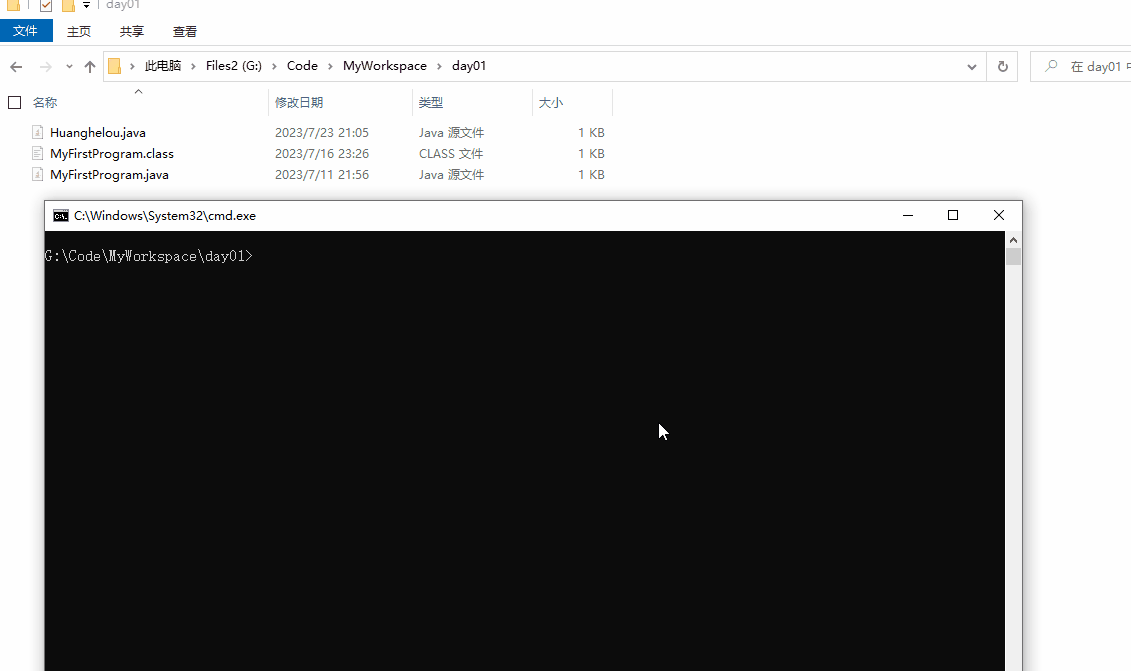 day01
文件 主页 共享 查看
此电脑 Files2 (G:) Code MyWorkspace day01 在 day01
名称 修改日期 类型 大小
Huanghelou.java 2023/7/23 21:05 Java 源文件 1 KB
MyFirstProgram.class 2023/7/16 23:26 CLASS 文件 1 KB
MyFirstProgram.java 2023/7/11 21:56 Java 源文件 1 KB
C:\Windows\System32\cmd.exe
G:\Code\MyWorkspace\day01>